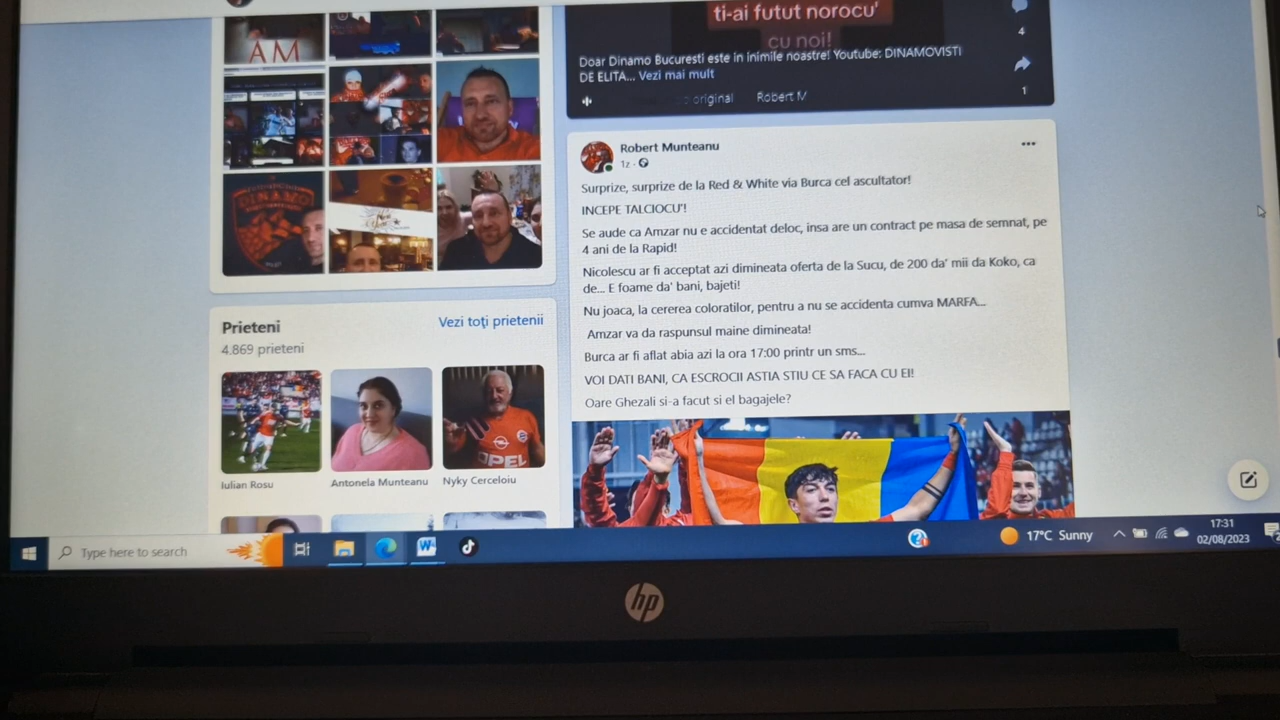 ti-ai futut norocu'
cu noi!
Doar Dinamo Bucuresti este in inimile noastre! Youtube: DINAMOVISTI
DE ELITA... Vezi mai mult
original Robert M
4
1
AM
DINAMO
Prieteni
Vezi toţi prietenii
4.869 prieteni
OPEL
Iulian Rosu
Antonela Munteanu
Nyky Cerceloiu
Robert Munteanu
1z ·
Surprize, surprize de la Red & White via Burca cel ascultator!
INCEPE TALCIOCU'!
Se aude ca Amzar nu e accidentat deloc, insa are un contract pe masa de semnat, pe
4 ani de la Rapid!
Nicolescu ar fi acceptat azi dimineata oferta de la Sucu, de 200 da' mii da Koko, ca
de... E foame da' bani, bajeti!
Nu joaca, la cererea coloratilor, pentru a nu se accidenta cumva MARFA...
Amzar va da raspunsul maine dimineata!
Burca ar fi aflat abia azi la ora 17:00 printr un sms...
VOI DATI BANI, CA ESCROCII ASTIA STIU CE SA FACA CU EI!
Oare Ghezali si-a facut si el bagajele?
Type here to search
17°C Sunny
17:31
02/08/2023
hp